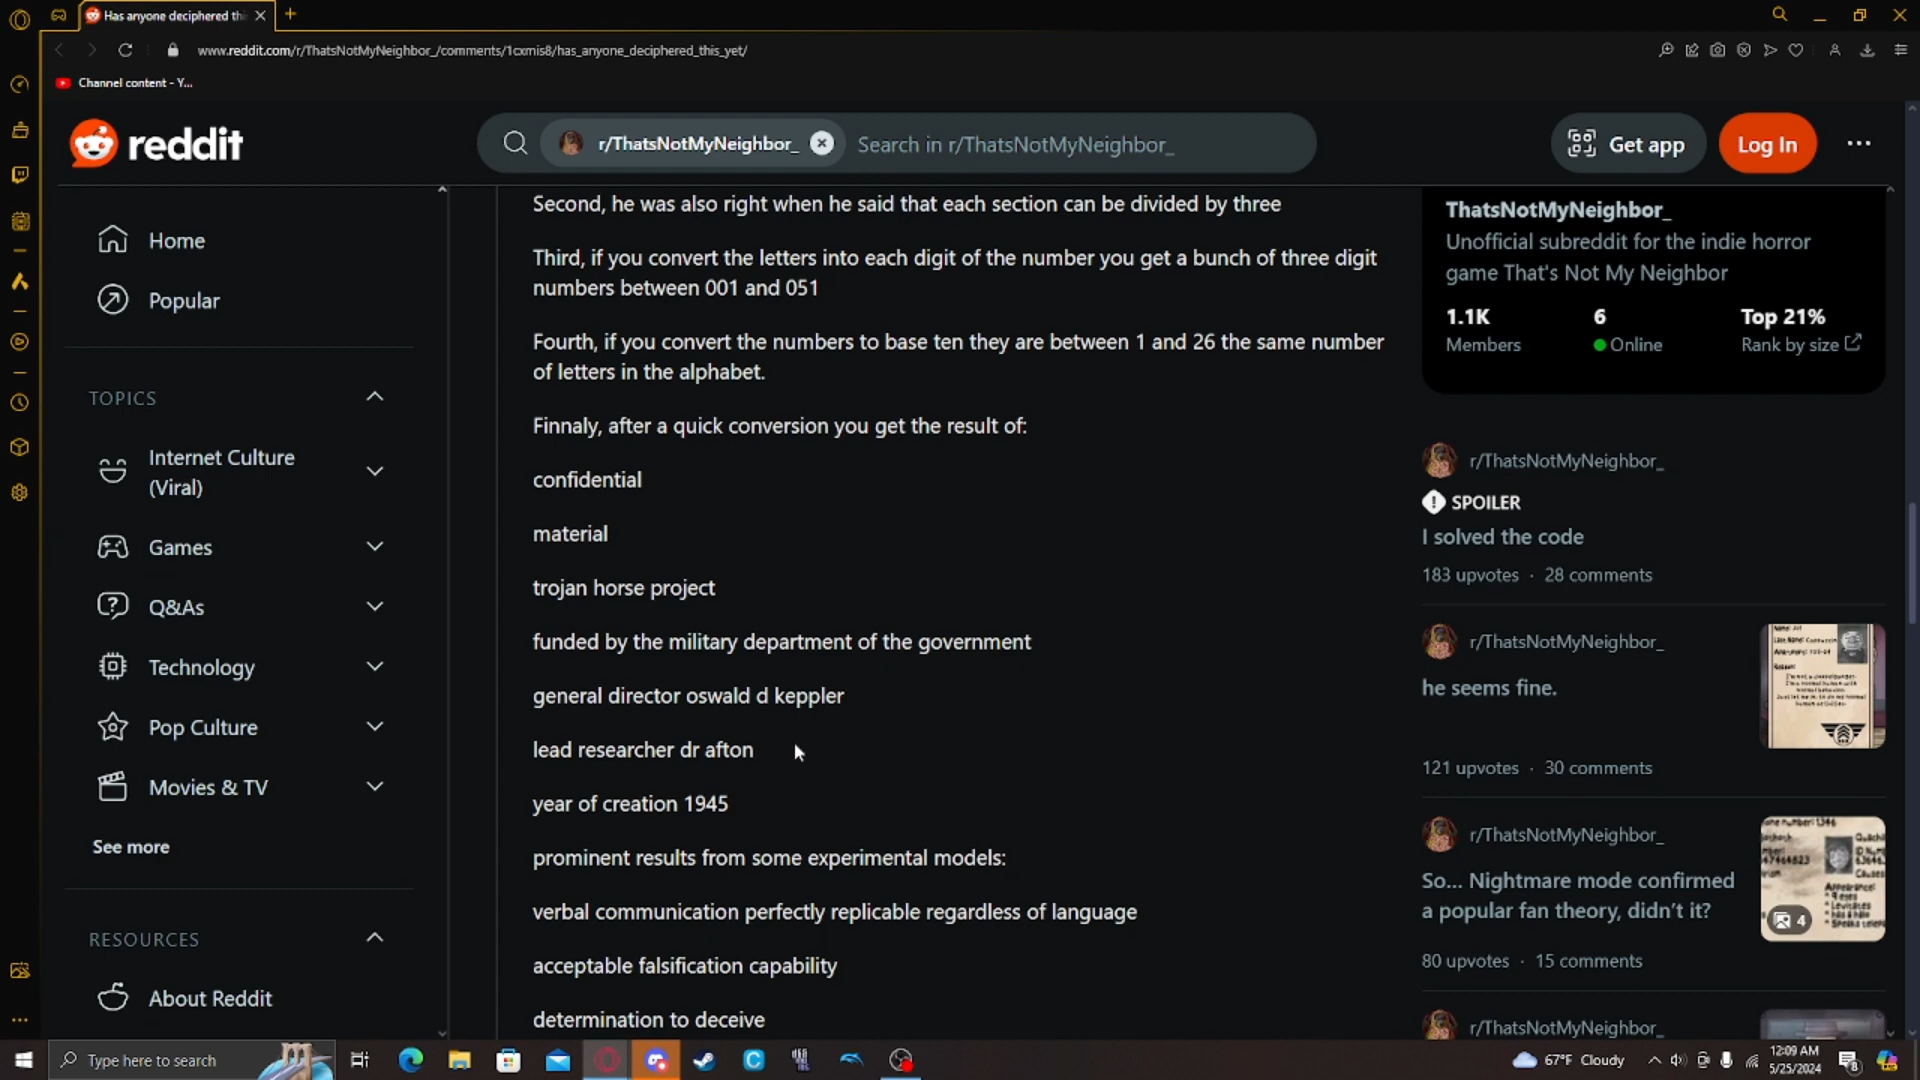 Has anyone deciphered thi
www.reddit.com/r/ThatsNotMyNeighbor_/comments/1cxmis8/has_anyone_deciphered_this_yet/
Channel content - Y...
reddit
r/ThatsNotMyNeighbor_
Search in r/ThatsNotMyNeighbor_
Get app
Log In
Home
Popular
TOPICS
Internet Culture
(Viral)
Games
Q&As
Technology
Pop Culture
Movies & TV
See more
RESOURCES
About Reddit
Second, he was also right when he said that each section can be divided by three
Third, if you convert the letters into each digit of the number you get a bunch of three digit
numbers between 001 and 051
Fourth, if you convert the numbers to base ten they are between 1 and 26 the same number
of letters in the alphabet.
Finnaly, after a quick conversion you get the result of:
confidential
material
trojan horse project
funded by the military department of the government
general director oswald d keppler
lead researcher dr afton
year of creation 1945
prominent results from some experimental models:
verbal communication perfectly replicable regardless of language
acceptable falsification capability
determination to deceive
ThatsNotMyNeighbor_
Unofficial subreddit for the indie horror
game That's Not My Neighbor
1.1K
Members
6
Online
Top 21%
Rank by size
r/ThatsNotMyNeighbor_
SPOILER
I solved the code
183 upvotes · 28 comments
r/ThatsNotMyNeighbor_
he seems fine.
121 upvotes · 30 comments
r/ThatsNotMyNeighbor_
So... Nightmare mode confirmed
a popular fan theory, didn't it?
4
80 upvotes · 15 comments
r/ThatsNotMyNeighbor_
Type here to search
67°F Cloudy
12:09 AM
5/25/2024
8